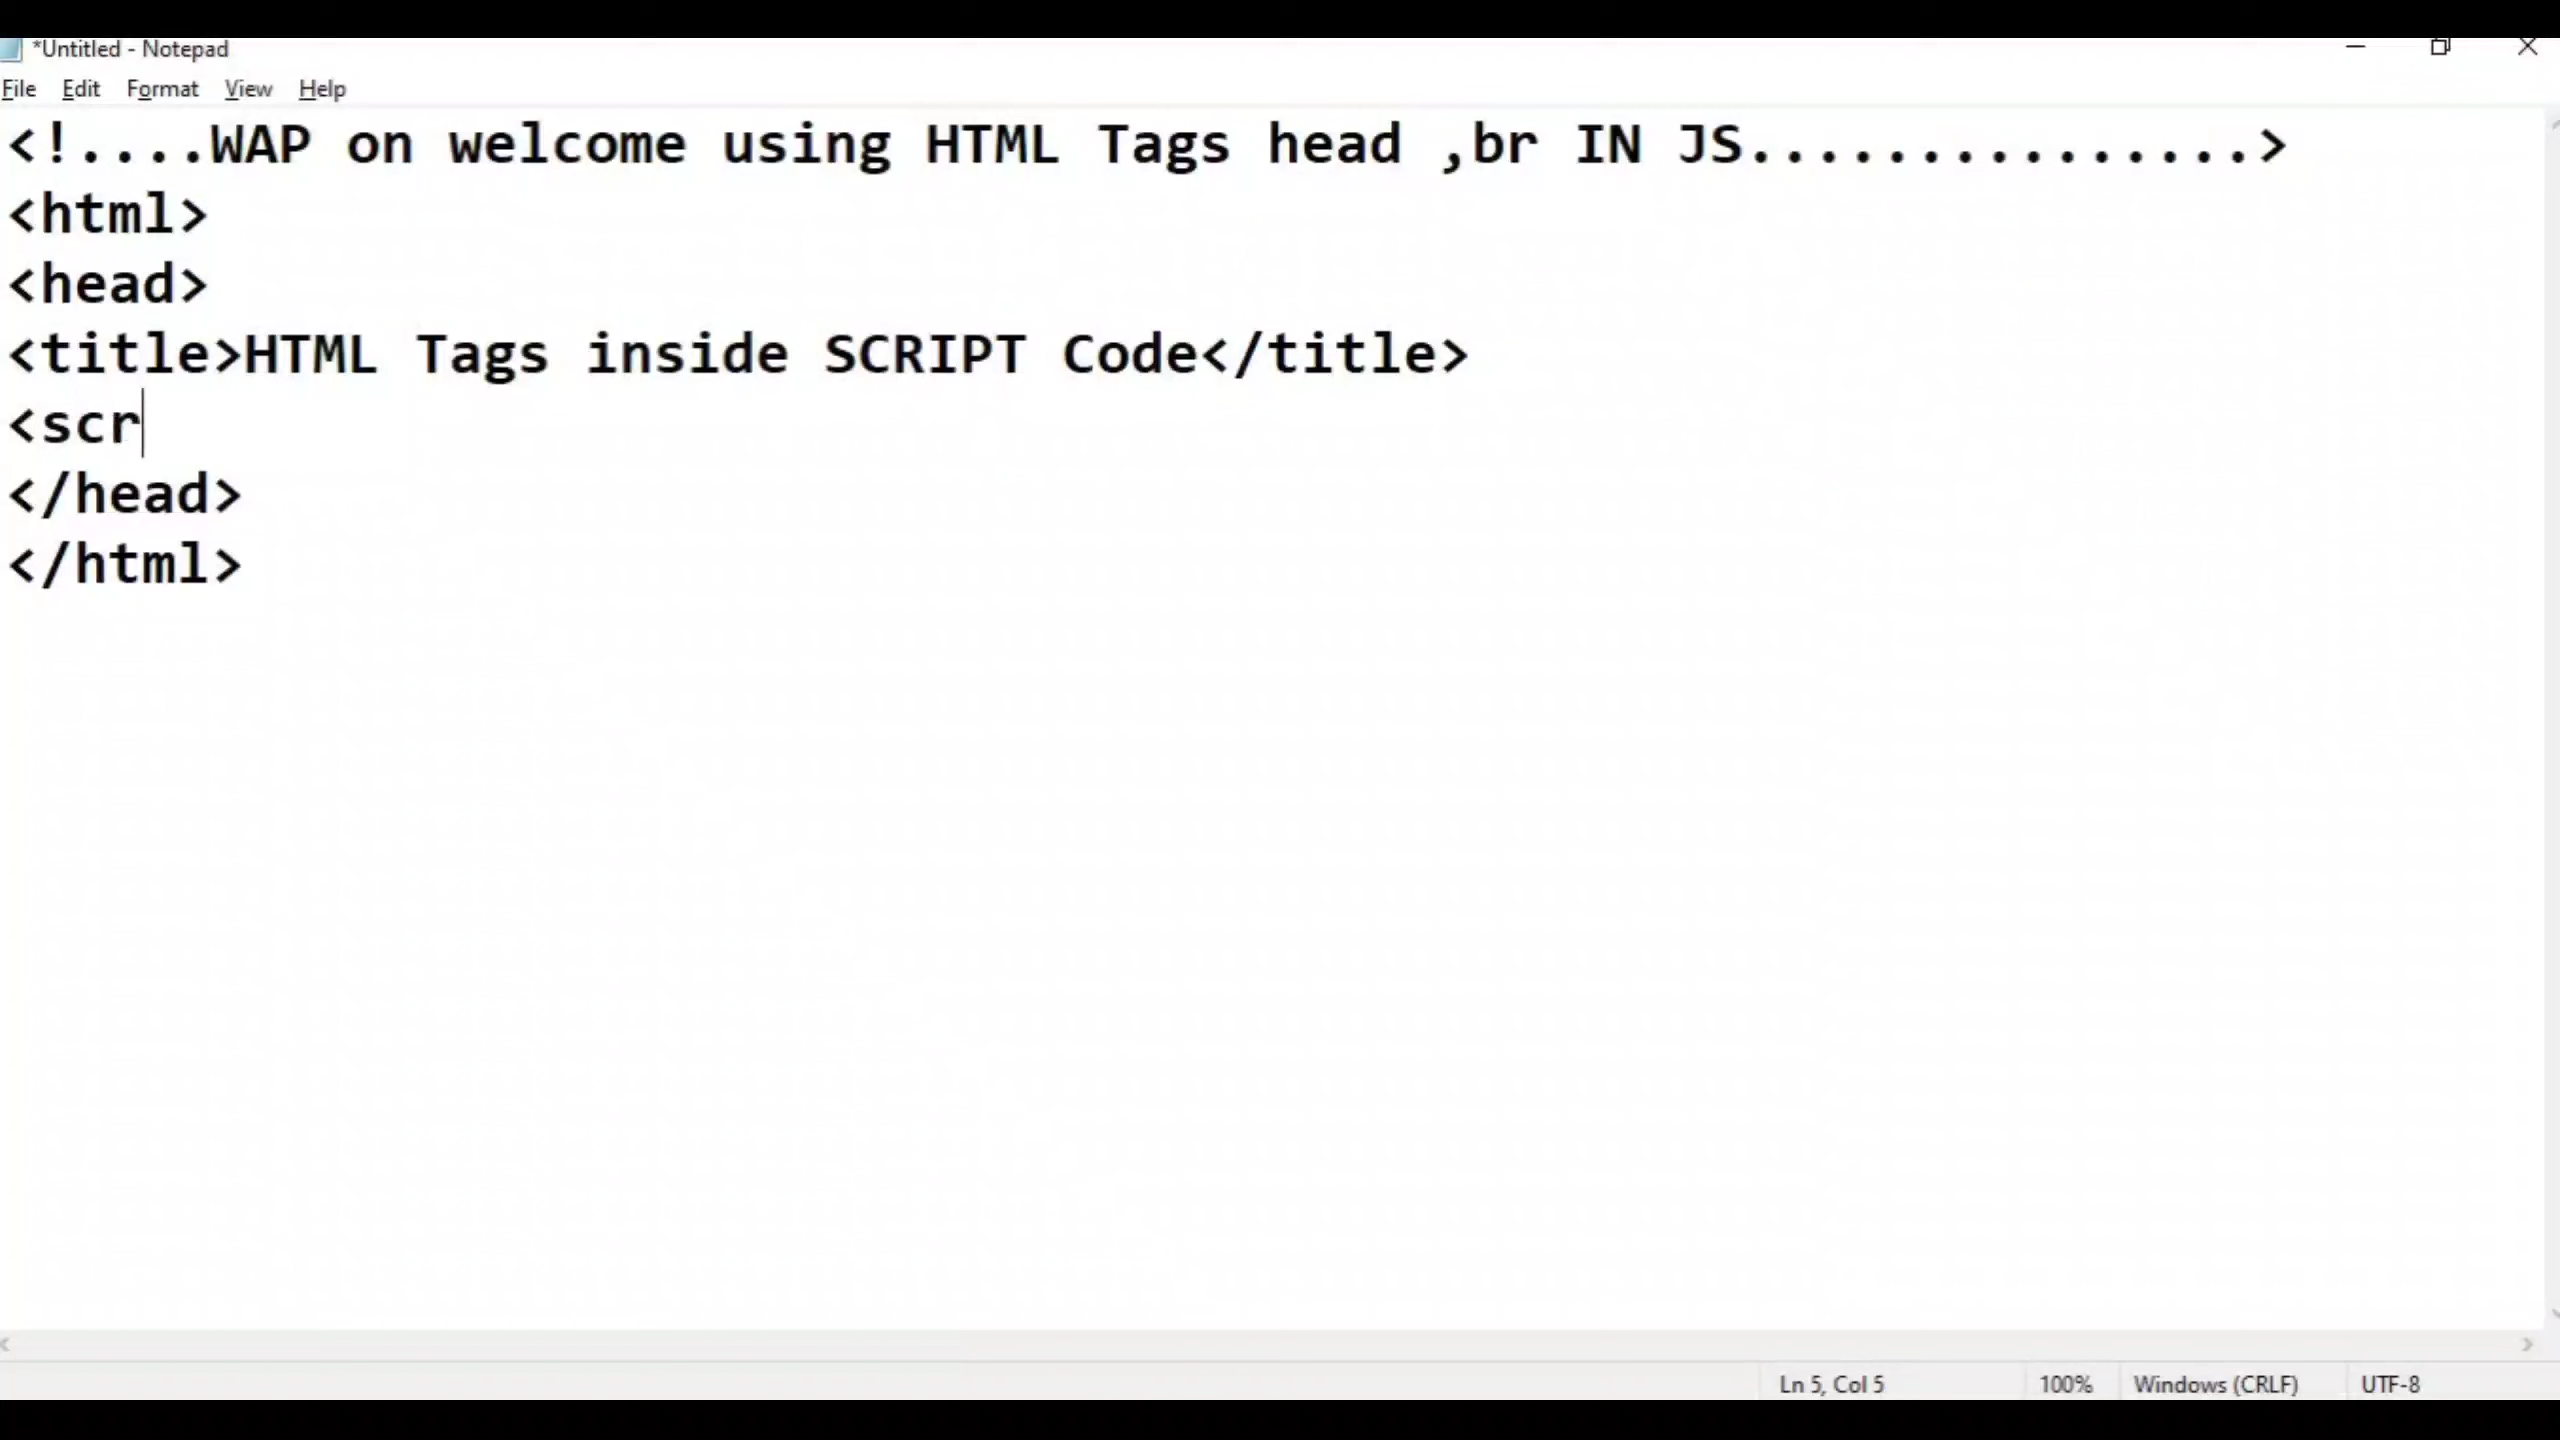 *Untitled - Notepad
File Edit Format View Help
<!....WAP on welcome using HTML Tags head ,br IN JS...............>
<html>
<head>
<title>HTML Tags inside SCRIPT Code</title>
<scr
</head>
</html>
Ln 5, Col 5 100% Windows (CRLF) UTF-8